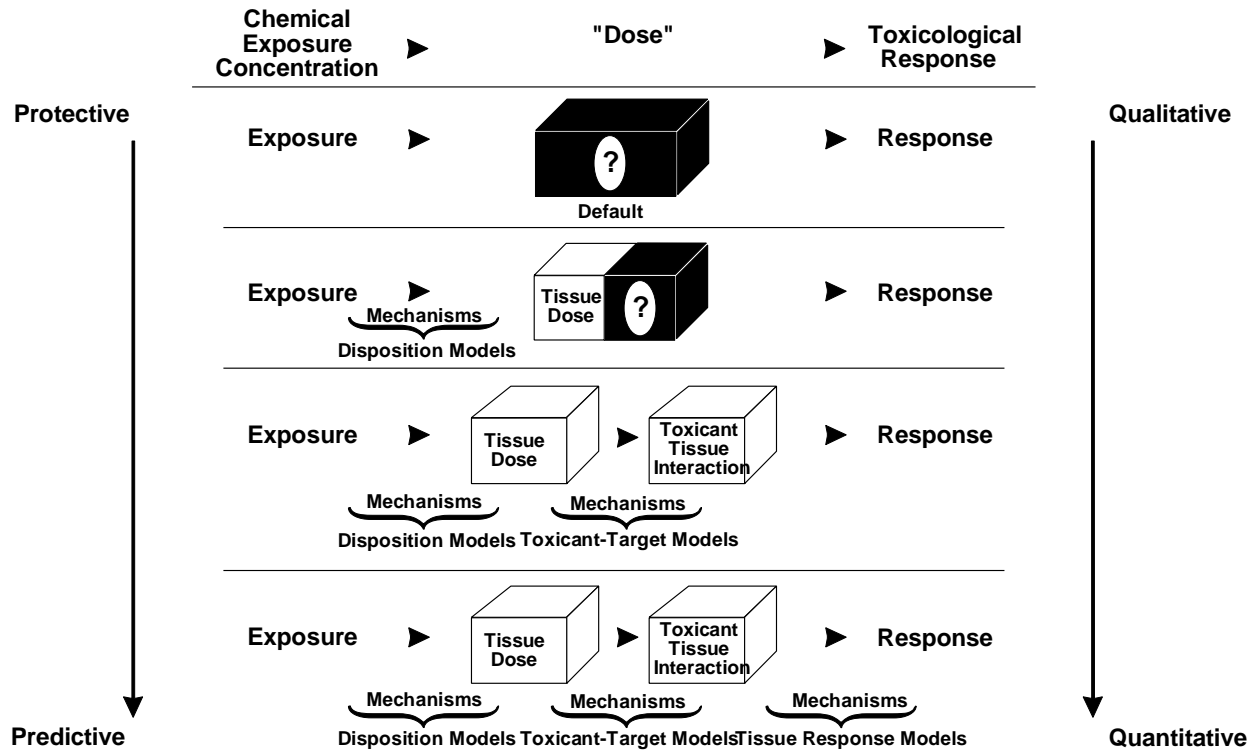 Chemical
Exposure
Concentration
"Dose"
Toxicological
Response
Protective
Qualitative
Exposure
?
Response
Default
Exposure
Tissue
Dose
?
Response
Mechanisms
Disposition Models
Exposure
Tissue
Dose
Toxicant
Tissue
Interaction
Response
Mechanisms
Mechanisms
Disposition Models
Toxicant-Target Models
Exposure
Tissue
Dose
Toxicant
Tissue
Interaction
Response
Mechanisms
Mechanisms
Mechanisms
Predictive
Disposition Models
Toxicant-Target Models
Tissue Response Models
Quantitative